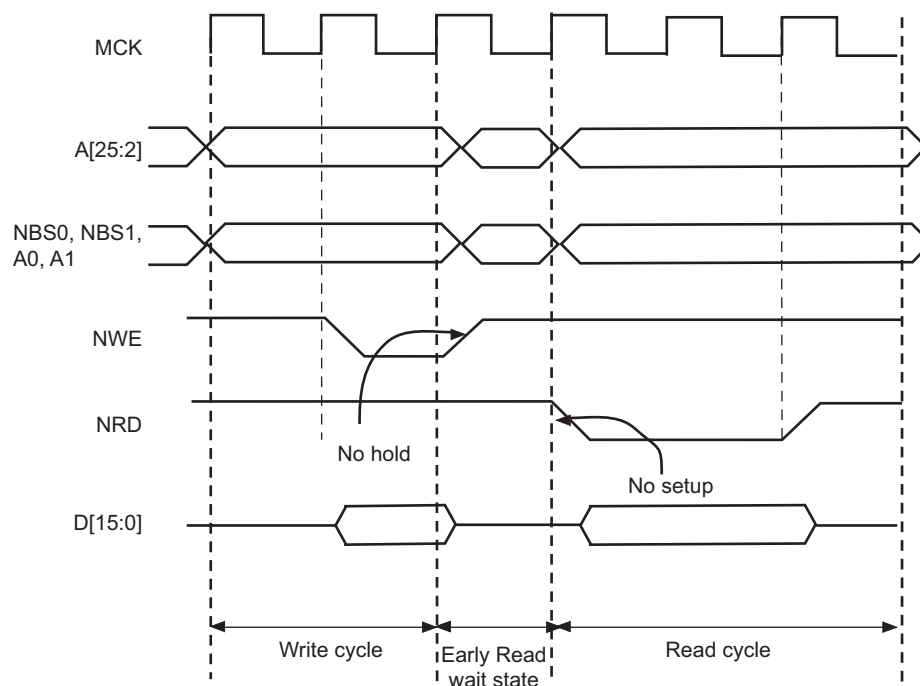 MCK
A[25:2]
NBS0, NBS1,
A0, A1
NWE
NRD
No hold
No setup
D[15:0]
Write cycle
Early Read
wait state
Read cycle